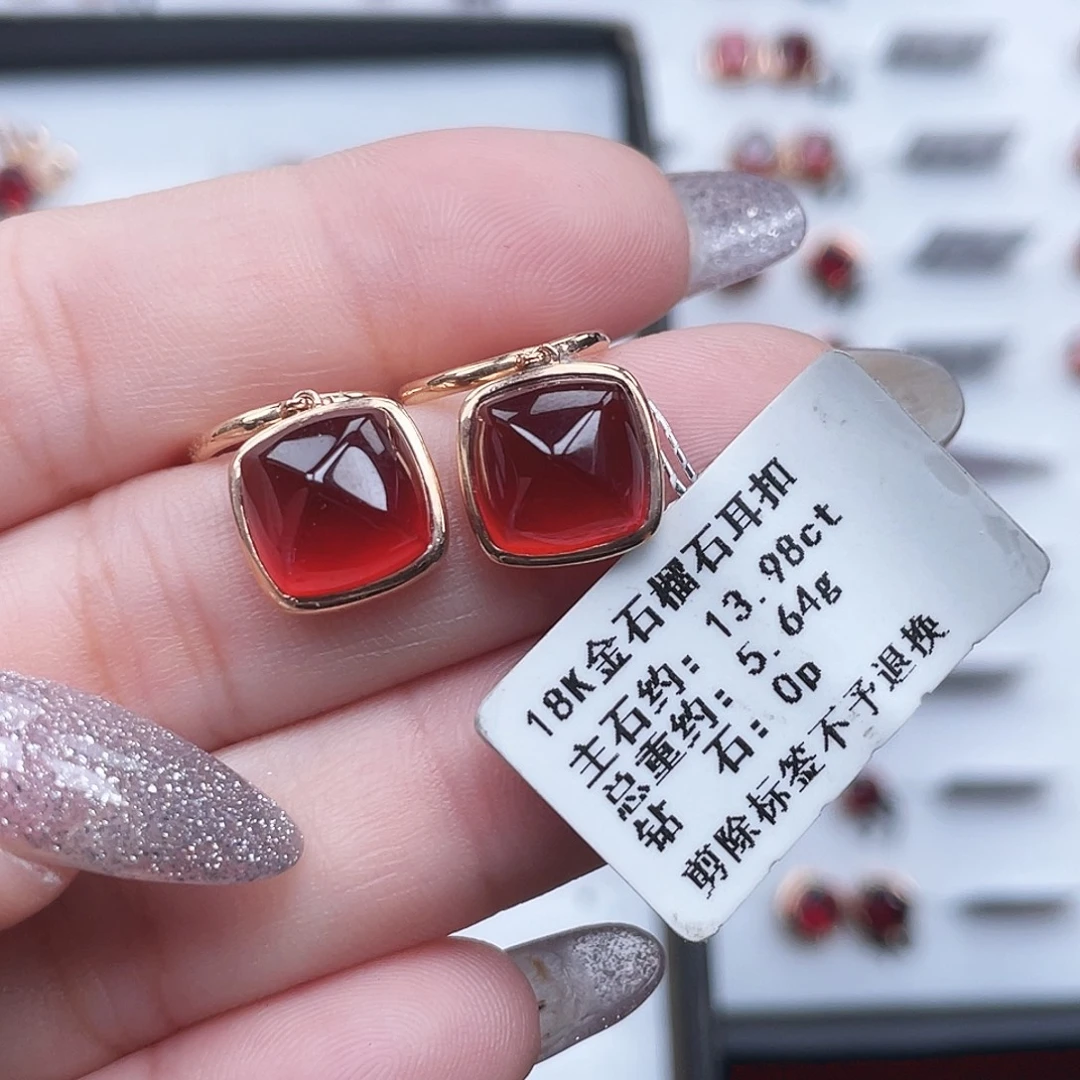 18K金石榴石耳扣
主石约: 13.98ct
总重约: 5.64g
钻 石: 0p
剪除标签不予退换